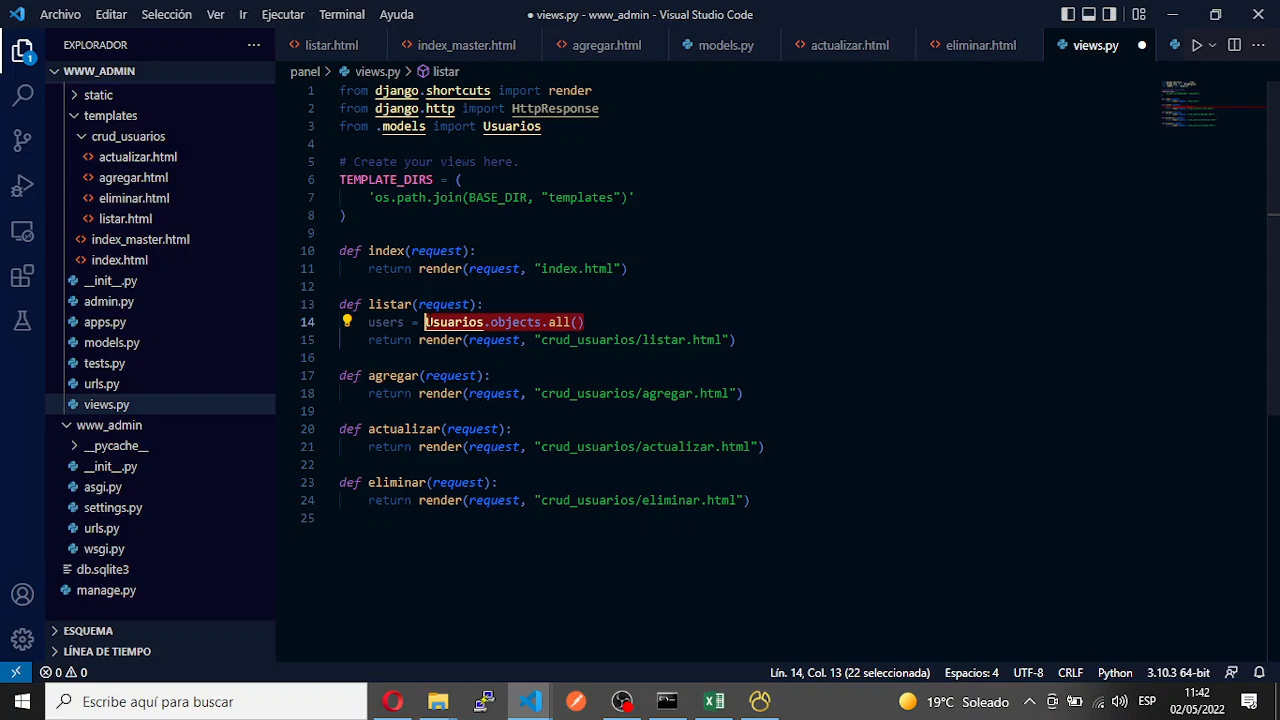 Archivo Editar Selección Ver Ir Ejecutar Terminal Ayuda ● views.py - www_admin - Visual Studio Code
EXPLORADOR ···
listar.html index_master.html agregar.html models.py actualizar.html eliminar.html views.py ●
WWW_ADMIN
panel > views.py > listar
static
templates
crud_usuarios
actualizar.html
agregar.html
eliminar.html
listar.html
index_master.html
index.html
__init__.py
admin.py
apps.py
models.py
tests.py
urls.py
views.py
www_admin
__pycache__
__init__.py
asgi.py
settings.py
urls.py
wsgi.py
db.sqlite3
manage.py
ESQUEMA
LÍNEA DE TIEMPO
1 from django.shortcuts import render
2 from django.http import HttpResponse
3 from .models import Usuarios
4
5 # Create your views here.
6 TEMPLATE_DIRS = (
7 'os.path.join(BASE_DIR, "templates")'
8 )
9
10 def index(request):
11 return render(request, "index.html")
12
13 def listar(request):
14 users = Usuarios.objects.all()
15 return render(request, "crud_usuarios/listar.html")
16
17 def agregar(request):
18 return render(request, "crud_usuarios/agregar.html")
19
20 def actualizar(request):
21 return render(request, "crud_usuarios/actualizar.html")
22
23 def eliminar(request):
24 return render(request, "crud_usuarios/eliminar.html")
25
1
0 0 Lín. 14, Col. 13 (22 seleccionada) Espacios: 4 UTF-8 CRLF Python 3.10.3 64-bit
Escribe aquí para buscar
19°C Soleado ESP 11:42
02/05/2022